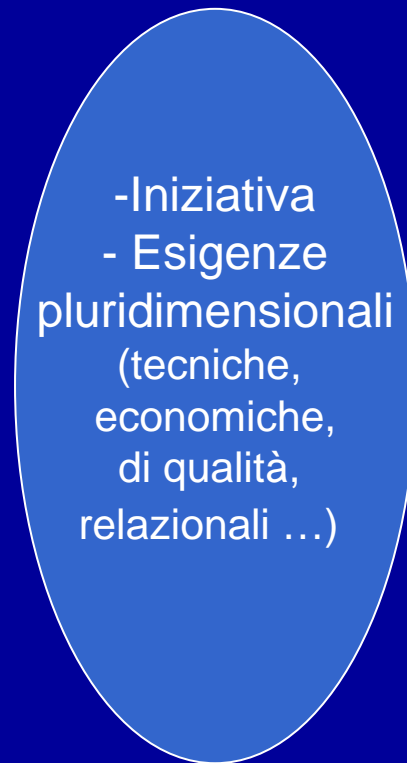 -Iniziativa
- Esigenze
pluridimensionali
(tecniche,
economiche,
di qualità,
relazionali …)